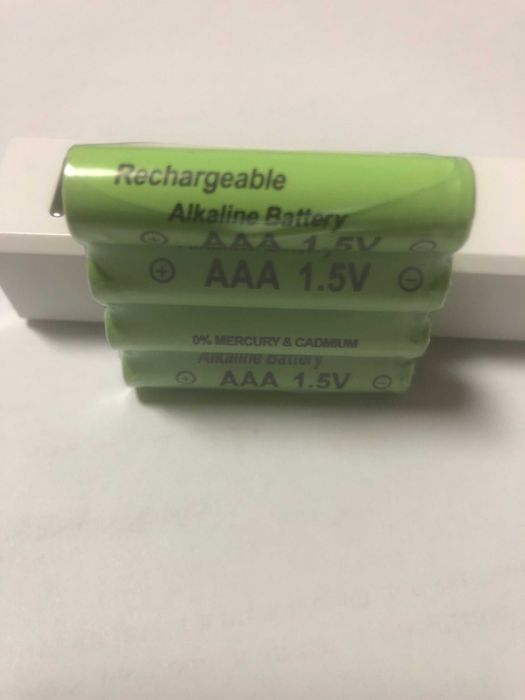 Rechargeable
Alkaline Battery
AAA 1,5V
AAA 1.5V
0% MERCURY & CADMIUM
Alkaline Battery
AAA 1.5V